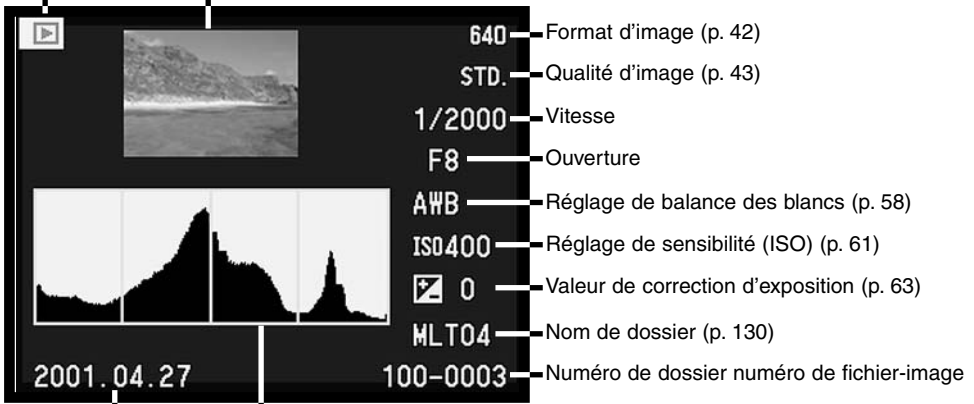 640
Format d'image (p. 42)
STD.
Qualité d'image (p. 43)
1/2000
Vitesse
F8
Ouverture
AWB
Réglage de balance des blancs (p. 58)
ISO400
Réglage de sensibilité (ISO) (p. 61)
0
Valeur de correction d'exposition (p. 63)
MLT04
Nom de dossier (p. 130)
2001.04.27
100-0003
Numéro de dossier numéro de fichier-image